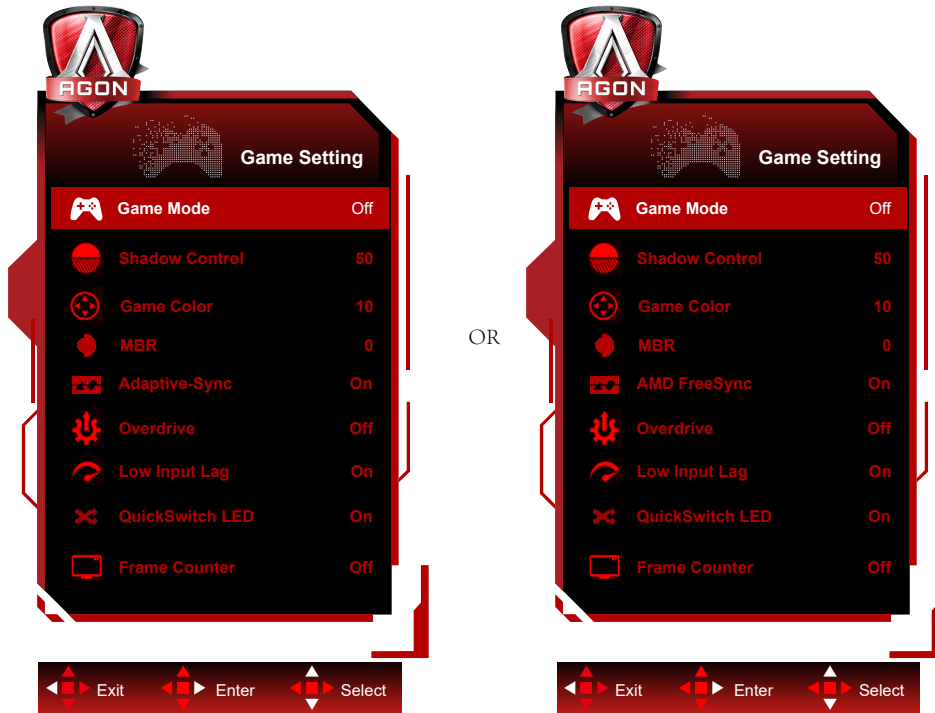 AGON
Game Setting
Game Mode Off
Shadow Control 50
Game Color 10
MBR 0
Adaptive-Sync On
Overdrive Off
Low Input Lag On
QuickSwitch LED On
Frame Counter Off
Exit Enter Select
OR
AGON
Game Setting
Game Mode Off
Shadow Control 50
Game Color 10
MBR 0
AMD FreeSync On
Overdrive Off
Low Input Lag On
QuickSwitch LED On
Frame Counter Off
Exit Enter Select